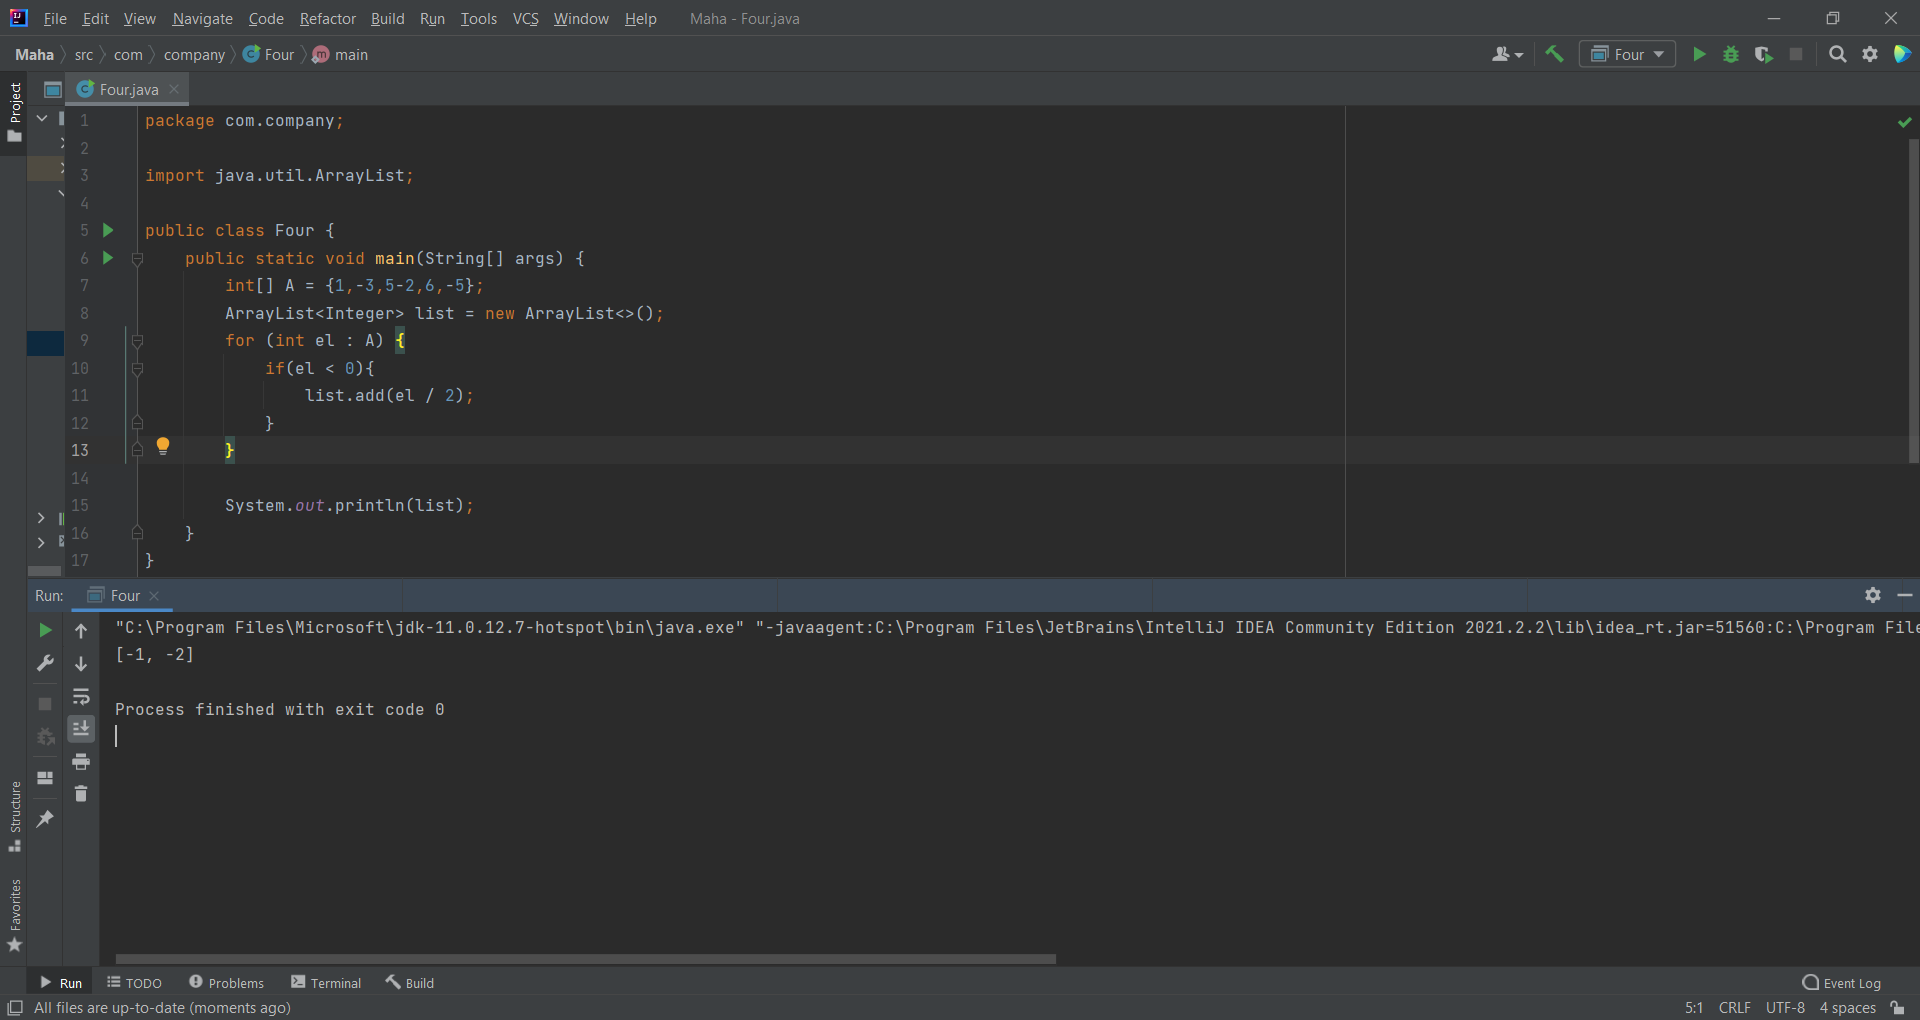 File Edit View Navigate Code Refactor Build Run Tools VCS Window Help Maha - Four.java
Maha src com company Four main
Four
Project
Four.java
1 package com.company;
2
3 import java.util.ArrayList;
4
5 public class Four {
6 public static void main(String[] args) {
7 int[] A = {1,-3,5-2,6,-5};
8 ArrayList<Integer> list = new ArrayList<>();
9 for (int el : A) {
10 if(el < 0){
11 list.add(el / 2);
12 }
13 }
14
15 System.out.println(list);
16 }
17 }
Run: Four
"C:\Program Files\Microsoft\jdk-11.0.12.7-hotspot\bin\java.exe" "-javaagent:C:\Program Files\JetBrains\IntelliJ IDEA Community Edition 2021.2.2\lib\idea_rt.jar=51560:C:\Program File
[-1, -2]
Process finished with exit code 0
Structure
Favorites
Run TODO Problems Terminal Build Event Log
All files are up-to-date (moments ago) 5:1 CRLF UTF-8 4 spaces